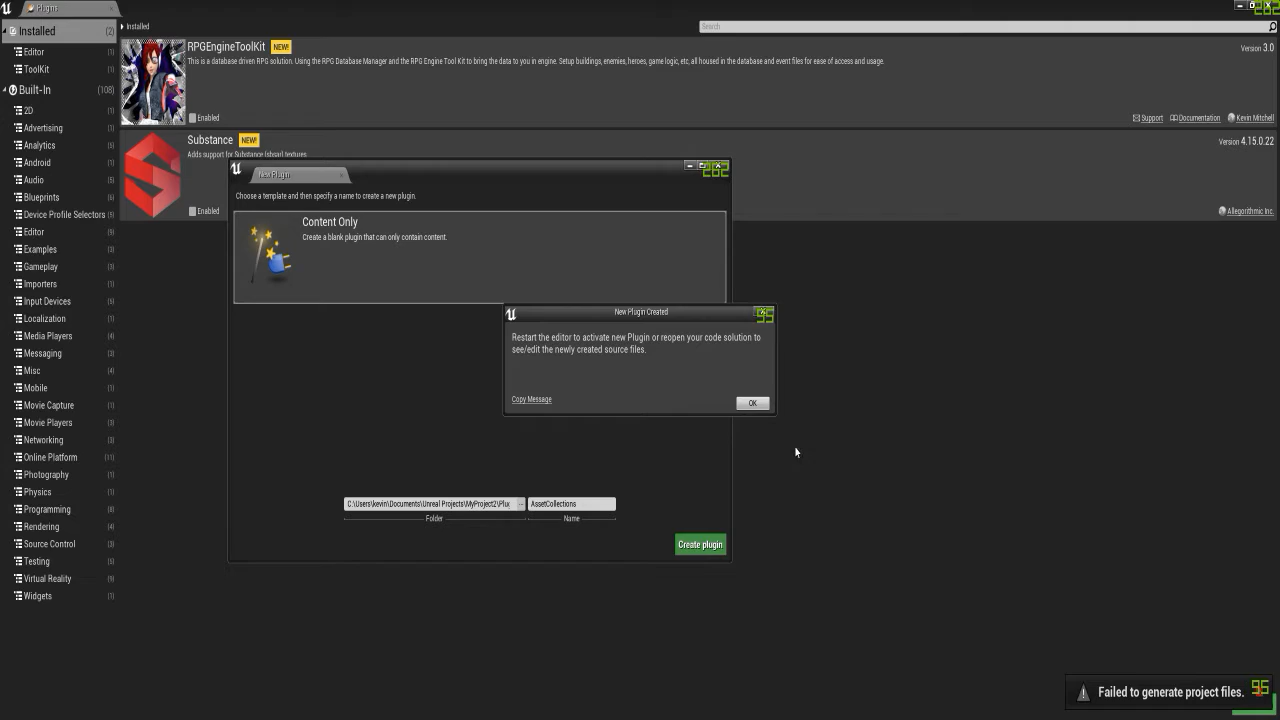 Plugins
Installed (2)
Editor (1)
ToolKit (1)
Built-In (108)
2D (1)
Advertising (1)
Analytics (5)
Android (1)
Audio (5)
Blueprints (5)
Device Profile Selectors (5)
Editor (9)
Examples (3)
Gameplay (1)
Importers (1)
Input Devices (5)
Localization (1)
Media Players (5)
Messaging (3)
Misc (1)
Mobile (1)
Movie Capture (1)
Movie Players (1)
Networking (3)
Online Platform (11)
Photography (1)
Physics (1)
Programming (8)
Rendering (4)
Source Control (3)
Testing (5)
Virtual Reality (9)
Widgets (1)
Installed
Search
RPGEngineToolKit NEW!
Version 3.0
This is a database driven RPG solution. Using the RPG Database Manager and the RPG Engine Tool Kit to bring the data to you in engine. Setup buildings, enemies, heroes, game logic, etc, all housed in the database and event files for ease of access and usage.
Enabled
Support Documentation Kevin Mitchell
Substance NEW!
Version 4.15.0.22
Adds support for Substance (sbsar) textures
Enabled
Allegorithmic Inc.
New Plugin
262
Choose a template and then specify a name to create a new plugin.
Content Only
Create a blank plugin that can only contain content.
New Plugin Created
95
Restart the editor to activate new Plugin or reopen your code solution to
see/edit the newly created source files.
Copy Message
OK
C:\Users\kevin\Documents\Unreal Projects\MyProject2\Plug
...
AssetCollections
Folder
Name
Create plugin
Failed to generate project files.
95